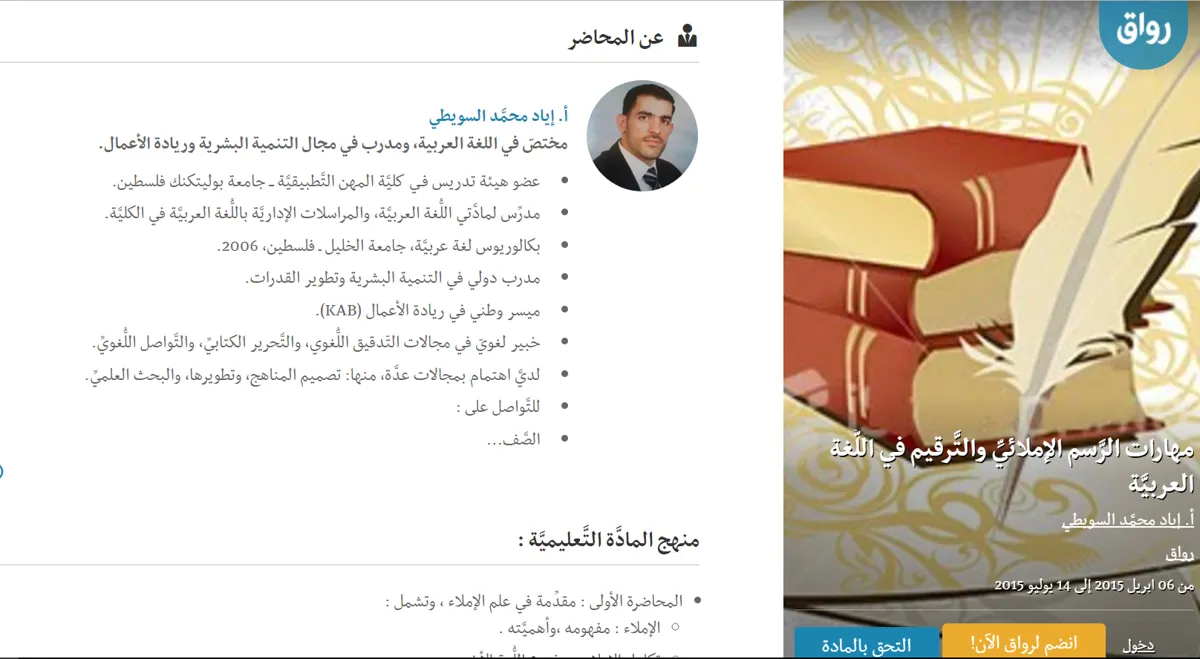 رواق
مهارات الرَّسم الإملائيِّ والتَّرقيم في اللُّغة
العربيَّة
أ. إياد محمَّد السويطي
رواق
من 06 ابريل 2015 إلى 14 يوليو 2015
دخول
انضم لرواق الآن!
التحق بالمادة
عن المحاضر
أ. إياد محمَّد السويطي
مختصّ في اللغة العربية، ومدرب في مجال التنمية البشرية وريادة الأعمال.
عضو هيئة تدريس في كليَّة المهن التَّطبيقيَّة ـ جامعة بوليتكنك فلسطين.
مدرِّس لمادَّتي اللُّغة العربيَّة، والمراسلات الإداريَّة باللُّغة العربيَّة في الكليَّة.
بكالوريوس لغة عربيَّة، جامعة الخليل ـ فلسطين، 2006.
مدرب دولي في التنمية البشرية وتطوير القدرات.
ميسر وطني في ريادة الأعمال (KAB).
خبير لغويّ في مجالات التّدقيق اللُّغوي، والتَّحرير الكتابيِّ، والتَّواصل اللُّغويِّ.
لديَّ اهتمام بمجالات عدَّة، منها: تصميم المناهج، وتطويرها، والبحث العلميِّ.
للتَّواصل على :
الصَّف...
منهج المادَّة التَّعليميَّة :
المحاضرة الأولى : مقدِّمة في علم الإملاء ، وتشمل :
الإملاء : مفهومه ،وأهميَّته .